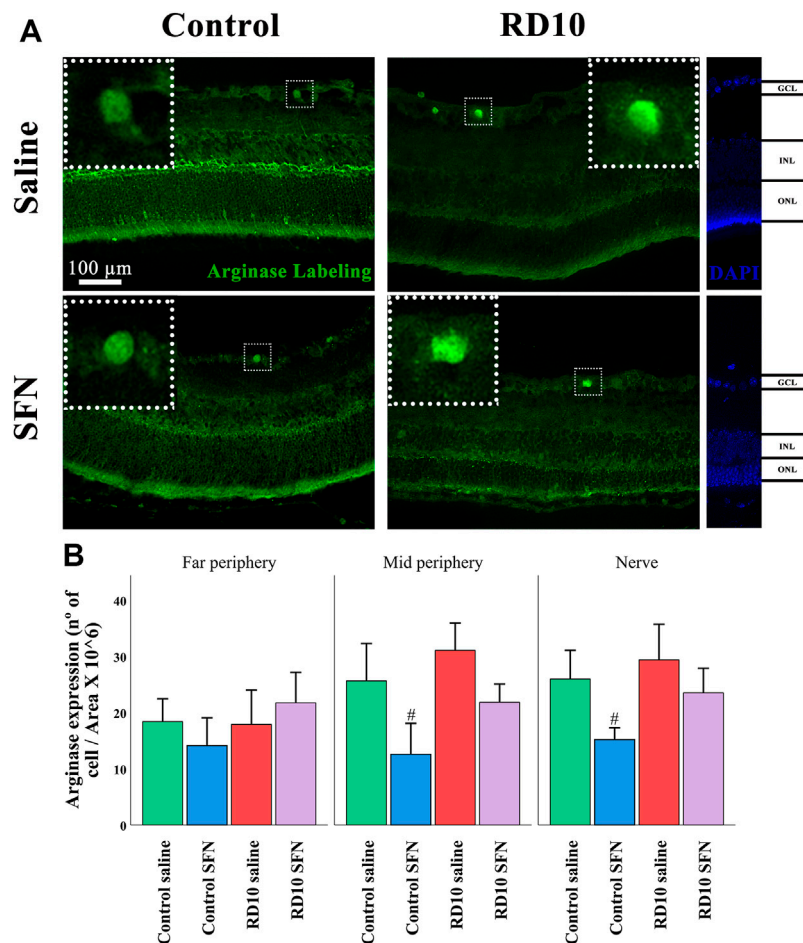 A
Control
RD10
Saline
100 µm
Arginase Labeling
DAPI
GCL
INL
ONL
SFN
GCL
INL
ONL
B
Far periphery
Mid periphery
Nerve
Arginase expression (nº of
cell / Area X 10^6)
40
30
20
10
0
#
#
Control saline
Control SFN
RD10 saline
RD10 SFN
Control saline
Control SFN
RD10 saline
RD10 SFN
Control saline
Control SFN
RD10 saline
RD10 SFN